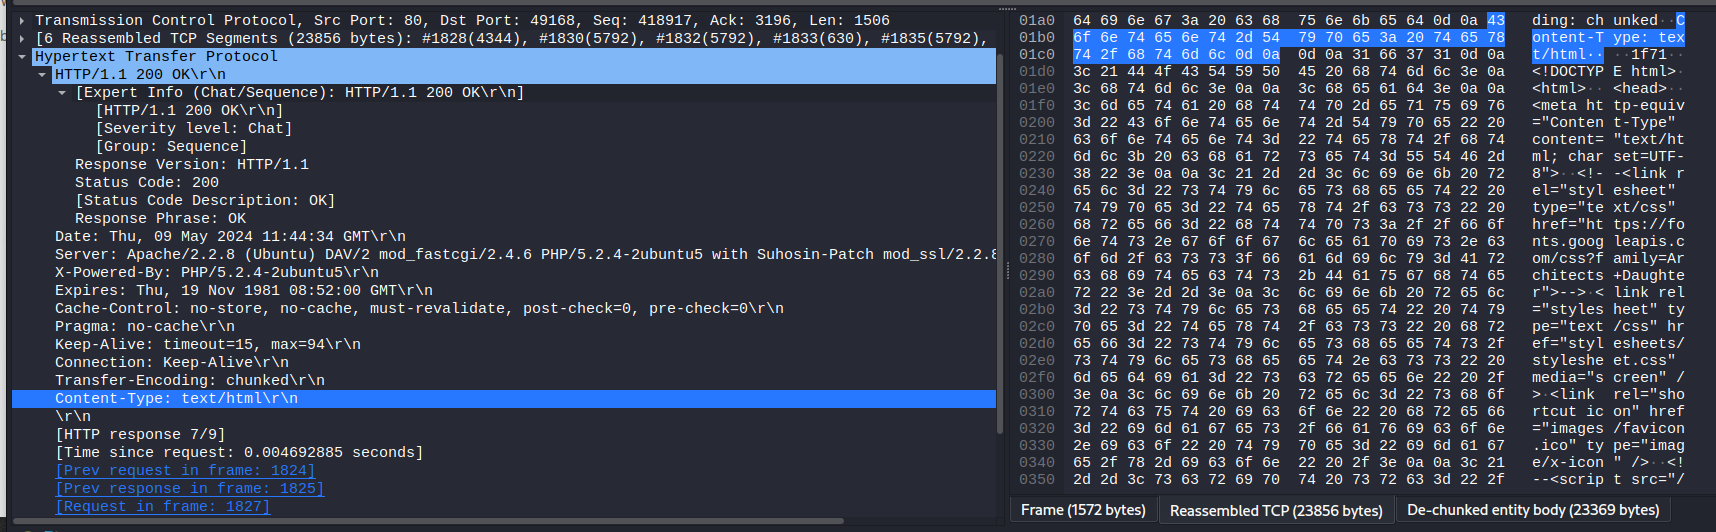 Transmission Control Protocol, Src Port: 80, Dst Port: 49168, Seq: 418917, Ack: 3196, Len: 1506
[6 Reassembled TCP Segments (23856 bytes): #1828(4344), #1830(5792), #1832(5792), #1833(630), #1835(5792),
Hypertext Transfer Protocol
HTTP/1.1 200 OK\r\n
[Expert Info (Chat/Sequence): HTTP/1.1 200 OK\r\n]
[HTTP/1.1 200 OK\r\n]
[Severity level: Chat]
[Group: Sequence]
Response Version: HTTP/1.1
Status Code: 200
[Status Code Description: OK]
Response Phrase: OK
Date: Thu, 09 May 2024 11:44:34 GMT\r\n
Server: Apache/2.2.8 (Ubuntu) DAV/2 mod_fastcgi/2.4.6 PHP/5.2.4-2ubuntu5 with Suhosin-Patch mod_ssl/2.2.8
X-Powered-By: PHP/5.2.4-2ubuntu5\r\n
Expires: Thu, 19 Nov 1981 08:52:00 GMT\r\n
Cache-Control: no-store, no-cache, must-revalidate, post-check=0, pre-check=0\r\n
Pragma: no-cache\r\n
Keep-Alive: timeout=15, max=94\r\n
Connection: Keep-Alive\r\n
Transfer-Encoding: chunked\r\n
Content-Type: text/html\r\n
\r\n
[HTTP response 7/9]
[Time since request: 0.004692885 seconds]
[Prev request in frame: 1824]
[Prev response in frame: 1825]
[Request in frame: 1827]
01a0 64 69 6e 67 3a 20 63 68 75 6e 6b 65 64 0d 0a 43 ding: ch unked··C
01b0 6f 6e 74 65 6e 74 2d 54 79 70 65 3a 20 74 65 78 ontent-T ype: tex
01c0 74 2f 68 74 6d 6c 0d 0a 0d 0a 31 66 37 31 0d 0a t/html·· ··1f71··
01d0 3c 21 44 4f 43 54 59 50 45 20 68 74 6d 6c 3e 0a <!DOCTYP E html>·
01e0 3c 68 74 6d 6c 3e 0a 0a 3c 68 65 61 64 3e 0a 0a <html>·· <head>··
01f0 3c 6d 65 74 61 20 68 74 74 70 2d 65 71 75 69 76 <meta ht tp-equiv
0200 3d 22 43 6f 6e 74 65 6e 74 2d 54 79 70 65 22 20 ="Conten t-Type"
0210 63 6f 6e 74 65 6e 74 3d 22 74 65 78 74 2f 68 74 content= "text/ht
0220 6d 6c 3b 20 63 68 61 72 73 65 74 3d 55 54 46 2d ml; char set=UTF-
0230 38 22 3e 0a 0a 3c 21 2d 2d 3c 6c 69 6e 6b 20 72 8">··<!- -<link r
0240 65 6c 3d 22 73 74 79 6c 65 73 68 65 65 74 22 20 el="styl esheet"
0250 74 79 70 65 3d 22 74 65 78 74 2f 63 73 73 22 20 type="te xt/css"
0260 68 72 65 66 3d 22 68 74 74 70 73 3a 2f 2f 66 6f href="ht tps://fo
0270 6e 74 73 2e 67 6f 6f 67 6c 65 61 70 69 73 2e 63 nts.goog leapis.c
0280 6f 6d 2f 63 73 73 3f 66 61 6d 69 6c 79 3d 41 72 om/css?f amily=Ar
0290 63 68 69 74 65 63 74 73 2b 44 61 75 67 68 74 65 chitects +Daughte
02a0 72 22 3e 2d 2d 3e 0a 3c 6c 69 6e 6b 20 72 65 6c r">-->·< link rel
02b0 3d 22 73 74 79 6c 65 73 68 65 65 74 22 20 74 79 ="styles heet" ty
02c0 70 65 3d 22 74 65 78 74 2f 63 73 73 22 20 68 72 pe="text /css" hr
02d0 65 66 3d 22 73 74 79 6c 65 73 68 65 65 74 73 2f ef="styl esheets/
02e0 73 74 79 6c 65 73 68 65 65 74 2e 63 73 73 22 20 styleshe et.css"
02f0 6d 65 64 69 61 3d 22 73 63 72 65 65 6e 22 20 2f media="s creen" /
0300 3e 0a 3c 6c 69 6e 6b 20 72 65 6c 3d 22 73 68 6f >·<link rel="sho
0310 72 74 63 75 74 20 69 63 6f 6e 22 20 68 72 65 66 rtcut ic on" href
0320 3d 22 69 6d 61 67 65 73 2f 66 61 76 69 63 6f 6e ="images /favicon
0330 2e 69 63 6f 22 20 74 79 70 65 3d 22 69 6d 61 67 .ico" ty pe="imag
0340 65 2f 78 2d 69 63 6f 6e 22 20 2f 3e 0a 0a 3c 21 e/x-icon " />··<!
0350 2d 2d 3c 73 63 72 69 70 74 20 73 72 63 3d 22 2f --<scrip t src="/
Frame (1572 bytes) Reassembled TCP (23856 bytes) De-chunked entity body (23369 bytes)